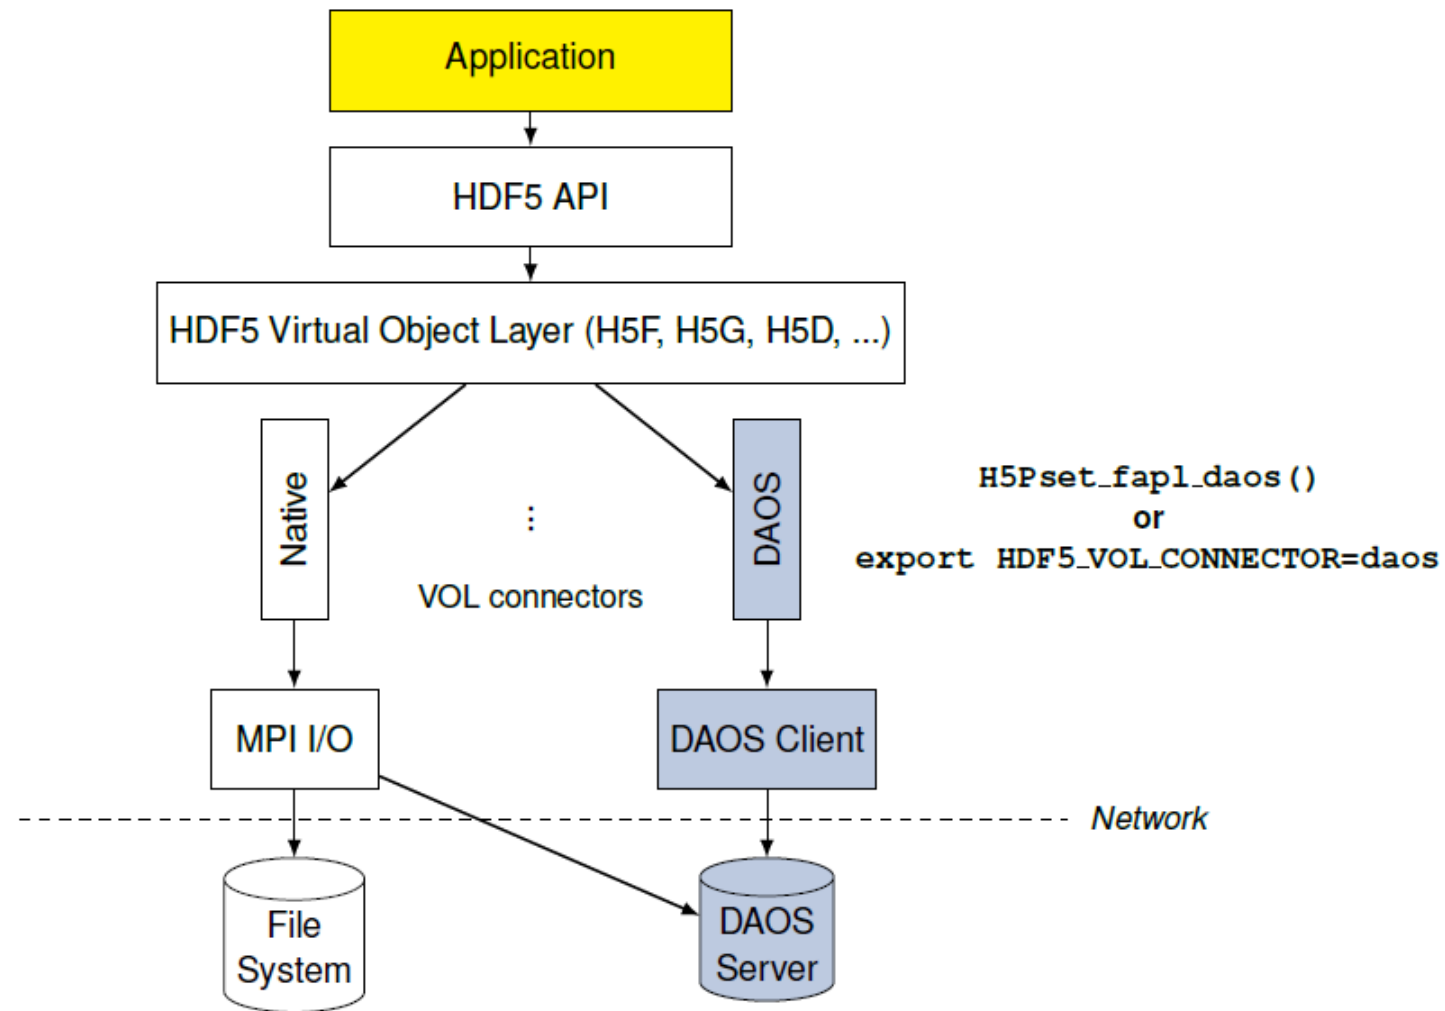 Application
HDF5 API
HDF5 Virtual Object Layer (H5F, H5G, H5D, ...)
Native
...
VOL connectors
DAOS
H5Pset_fapl_daos()
or
export HDF5_VOL_CONNECTOR=daos
MPI I/O
DAOS Client
Network
File
System
DAOS
Server